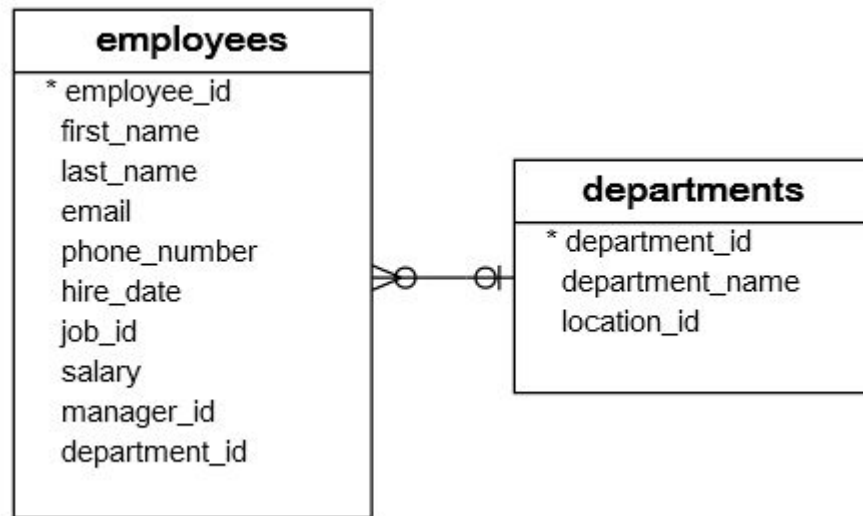 employees
* employee_id
first_name
last_name
email
phone_number
hire_date
job_id
salary
manager_id
department_id
departments
* department_id
department_name
location_id